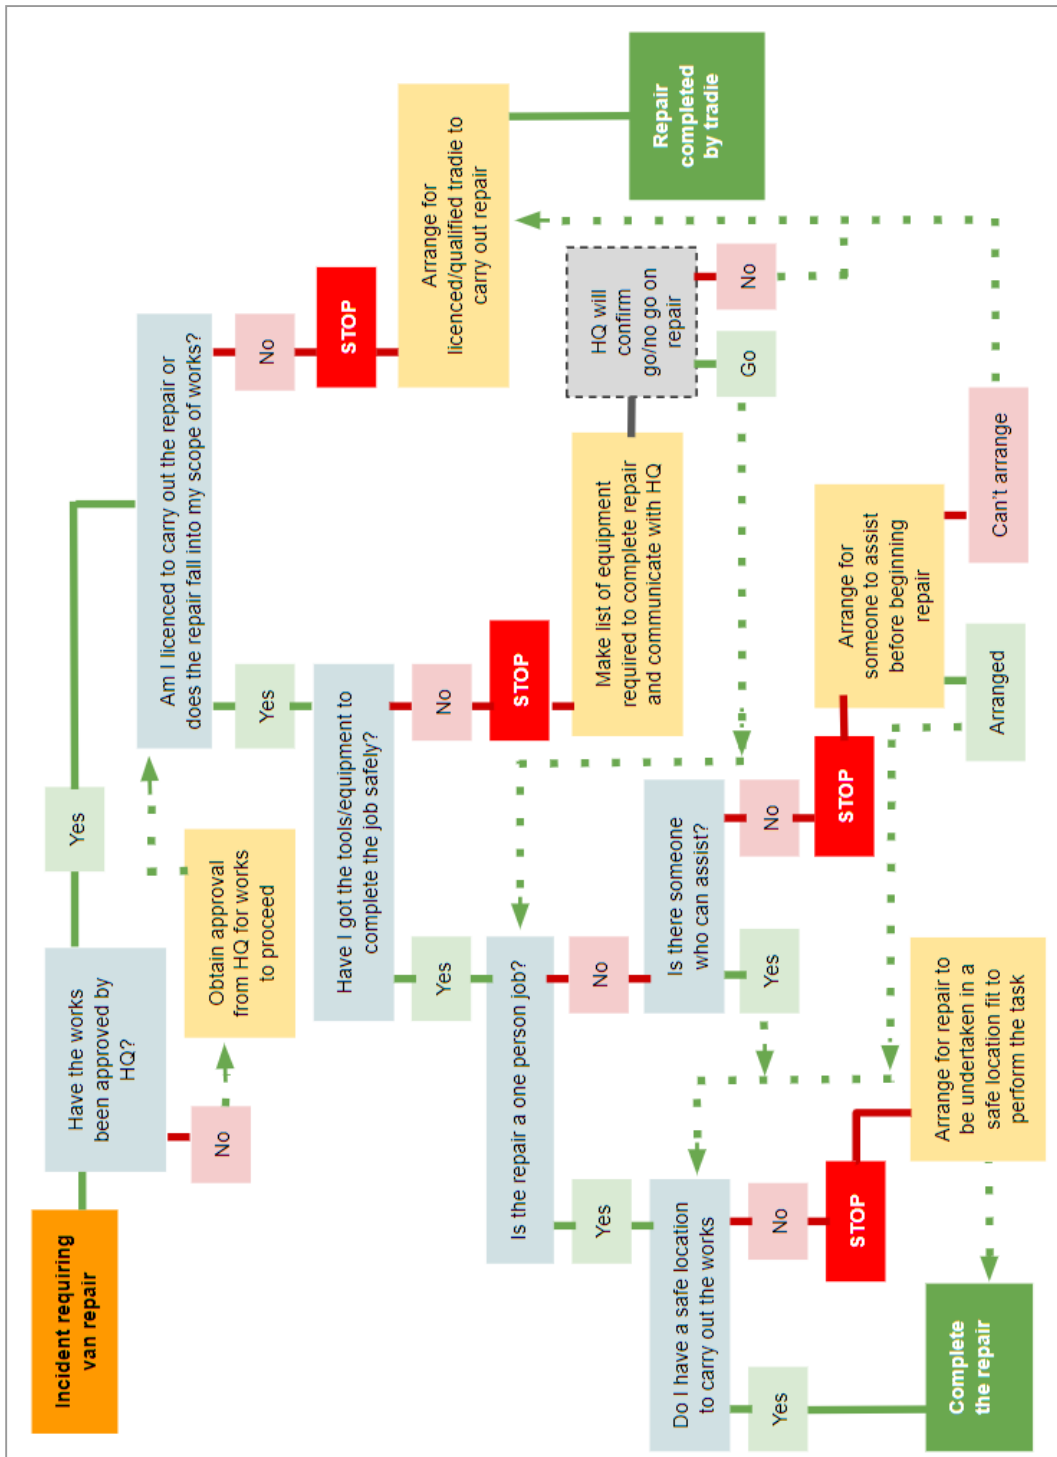 Incident requiring
van repair
Have the works
been approved by
HQ?
Yes
No
Obtain approval
from HQ for works
to proceed
Am I licenced to carry out the repair or
does the repair fall into my scope of works?
No
STOP
Arrange for
licenced/qualified tradie to
carry out repair
Repair
completed
by tradie
Yes
Have I got the tools/equipment to
complete the job safely?
No
STOP
Make list of equipment
required to complete repair
and communicate with HQ
HQ will
confirm
go/no go on
repair
No
Go
Yes
Is the repair a one person job?
No
Is there someone
who can assist?
No
STOP
Arrange for
someone to assist
before beginning
repair
Can't arrange
Arranged
Yes
Yes
Do I have a safe location
to carry out the works
No
STOP
Arrange for repair to
be undertaken in a
safe location fit to
perform the task
Yes
Complete
the repair